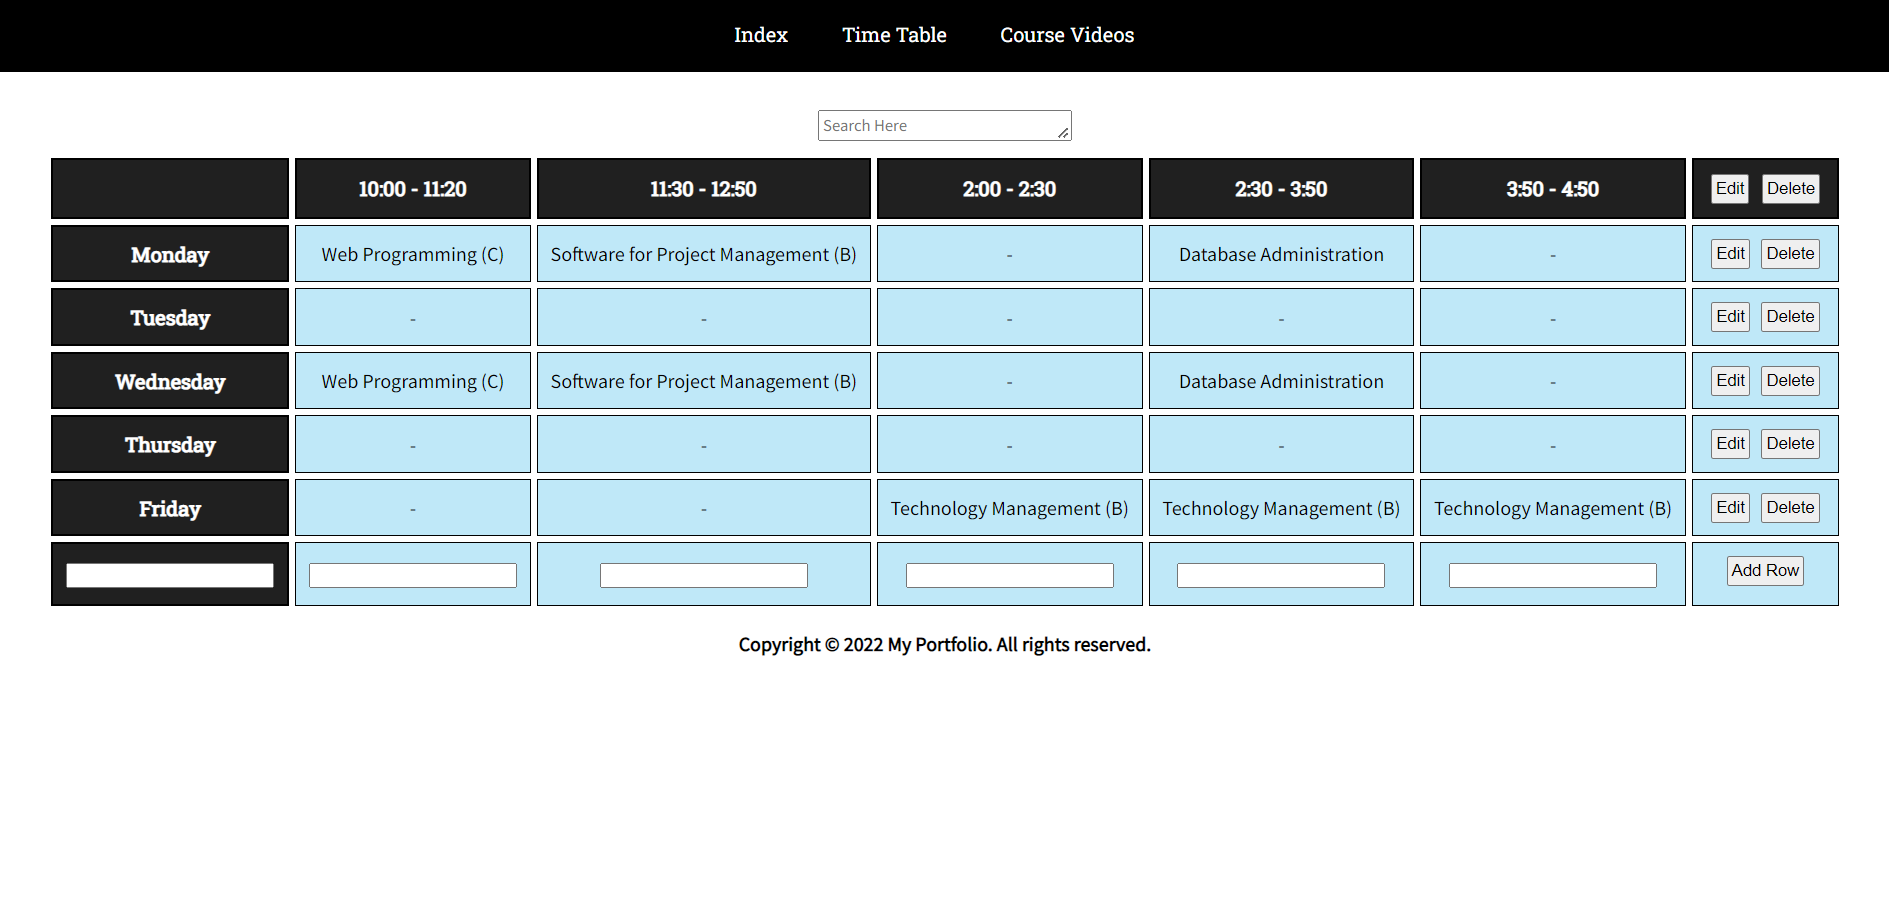 Index Time Table Course Videos
Search Here
10:00 - 11:20 11:30 - 12:50 2:00 - 2:30 2:30 - 3:50 3:50 - 4:50 Edit Delete
Monday Web Programming (C) Software for Project Management (B) - Database Administration - Edit Delete
Tuesday - - - - - Edit Delete
Wednesday Web Programming (C) Software for Project Management (B) - Database Administration - Edit Delete
Thursday - - - - - Edit Delete
Friday - - Technology Management (B) Technology Management (B) Technology Management (B) Edit Delete
Add Row
Copyright © 2022 My Portfolio. All rights reserved.